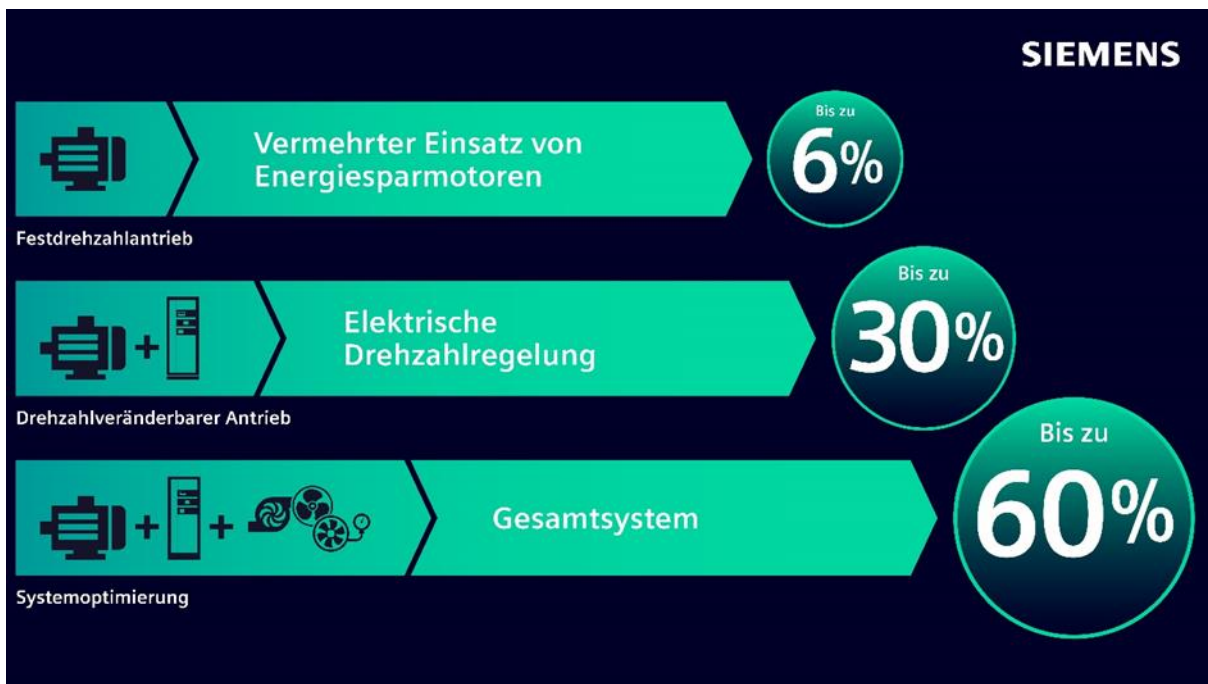 SIEMENS
Bis zu
6%
Vermehrter Einsatz von
Energiesparmotoren
Festdrehzahlantrieb
Bis zu
30%
+
Elektrische
Drehzahlregelung
Drehzahlveränderbarer Antrieb
Bis zu
60%
+ +
Gesamtsystem
Systemoptimierung